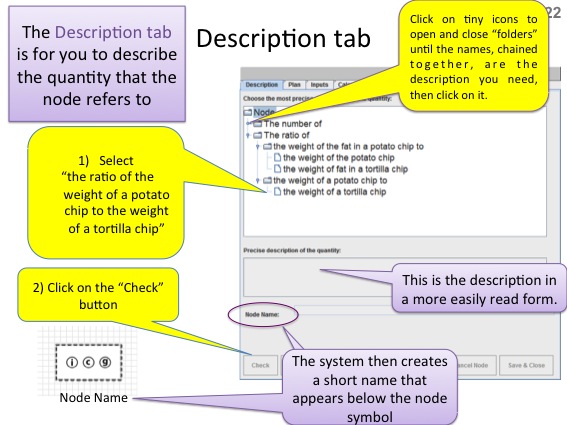 22
Description tab
The Description tab
is for you to describe
the quantity that the
node refers to
Click on tiny icons to
open and close “folders”
until the names, chained
together, are the
description you need,
then click on it.
Description Plan Inputs
Choose the most
quantity:
Node
The number of
The ratio of
the weight of the fat in a potato chip to
the weight of the potato chip
the weight of fat in a tortilla chip
the weight of a potato chip to
the weight of a tortilla chip
1) Select
“the ratio of the
weight of a potato
chip to the weight
of a tortilla chip”
Precise description of the quantity:
This is the description in
a more easily read form.
2) Click on the “Check”
button
Node Name:
Check
Node Save & Close
The system then creates
a short name that
appears below the node
symbol
i c g
Node Name